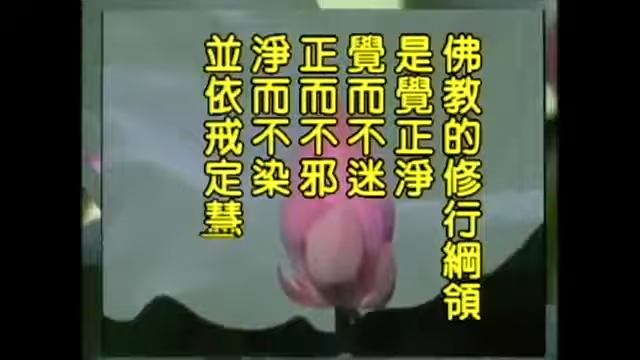 佛教的修行綱領
是覺正淨
覺而不迷
正而不邪
淨而不染
並依戒定慧